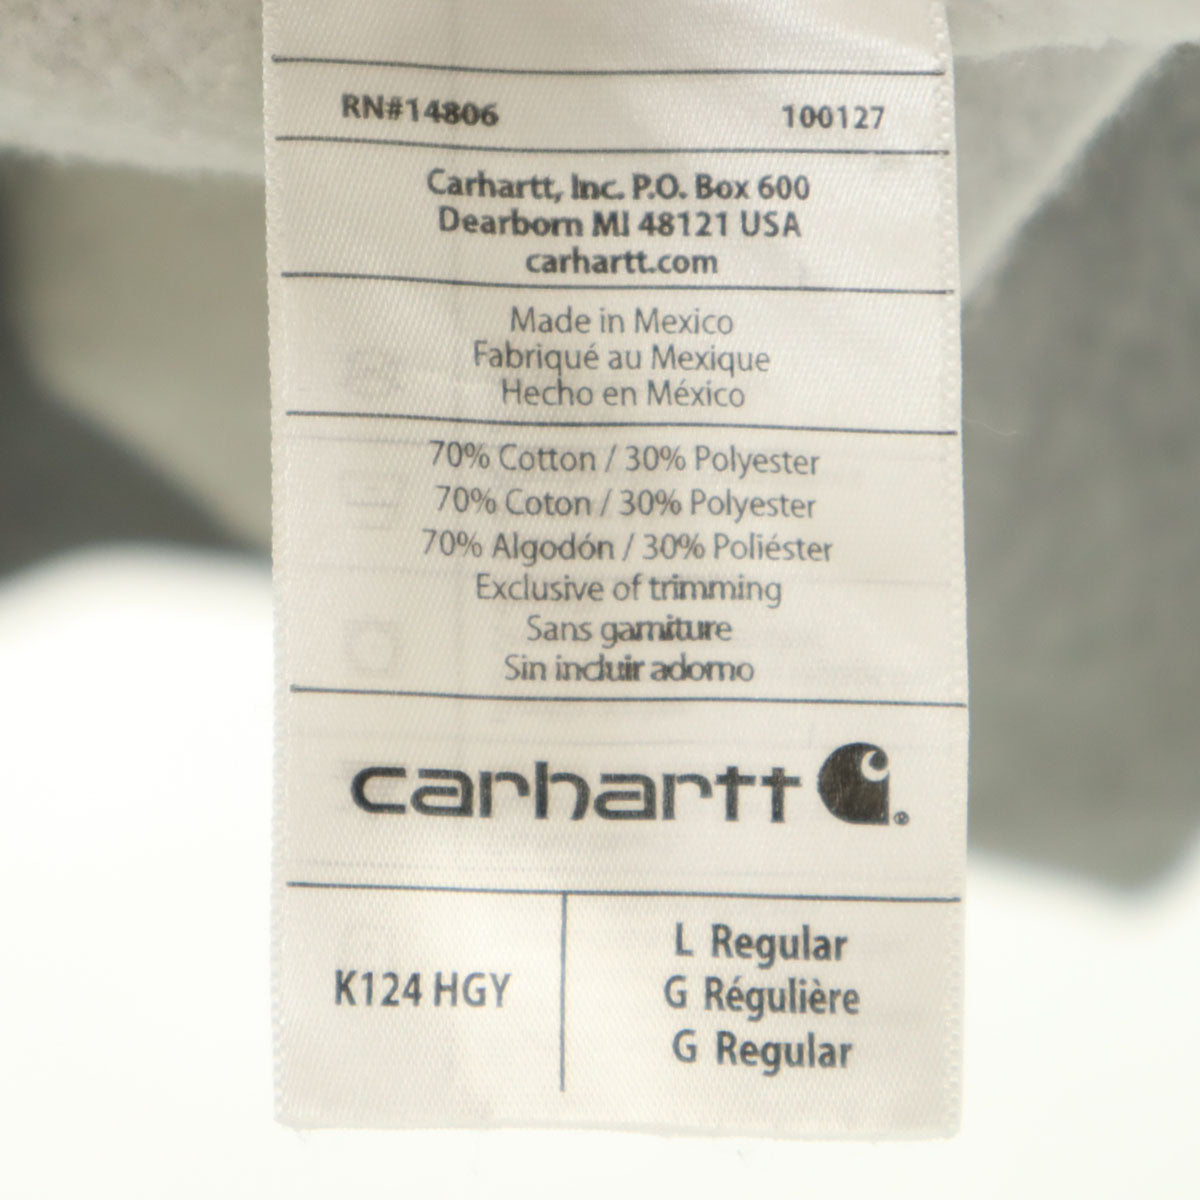 RN#14806 100127
Carhartt, Inc. P.O. Box 600
Dearborn MI 48121 USA
carhartt.com
Made in Mexico
Fabriqué au Mexique
Hecho en México
70% Cotton / 30% Polyester
70% Coton / 30% Polyester
70% Algodón / 30% Poliéster
Exclusive of trimming
Sans garniture
Sin incluir adorno
carhartt ®
K124 HGY
L Regular
G Régulière
G Regular